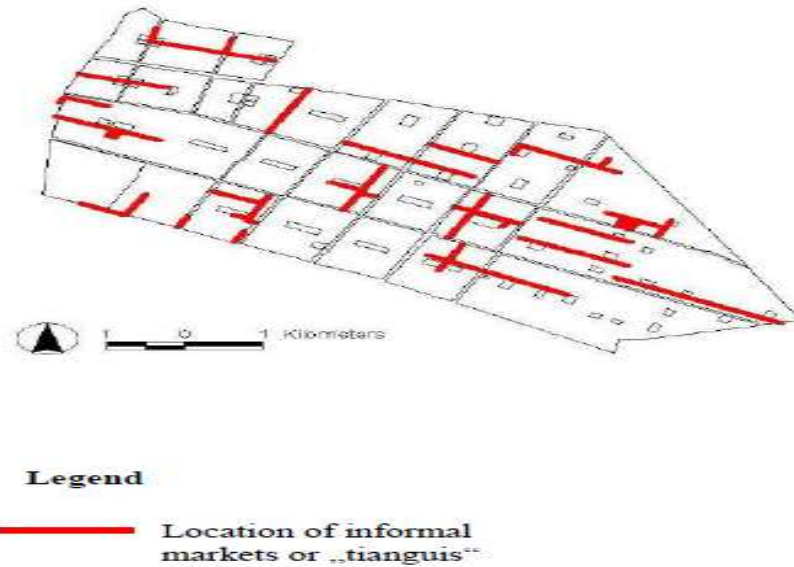 1 0 1 Kilometers
Legend
Location of informal
markets or „tianguis“